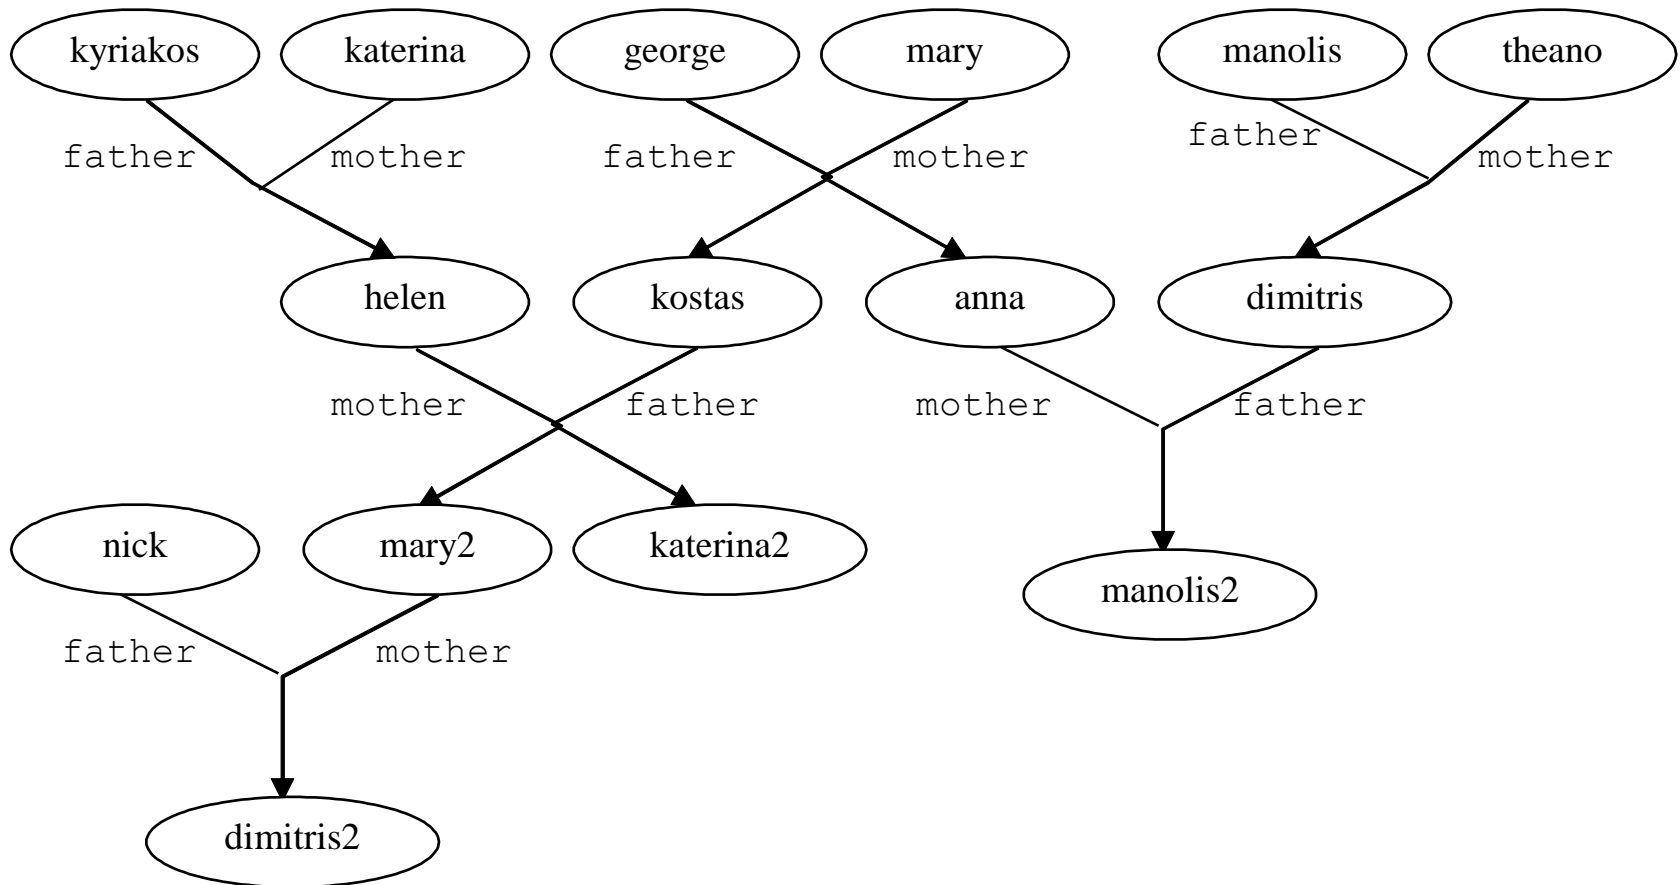 kyriakos katerina george mary manolis theano
father mother father mother father mother
helen kostas anna dimitris
mother father mother father
nick mary2 katerina2 manolis2
father mother
dimitris2